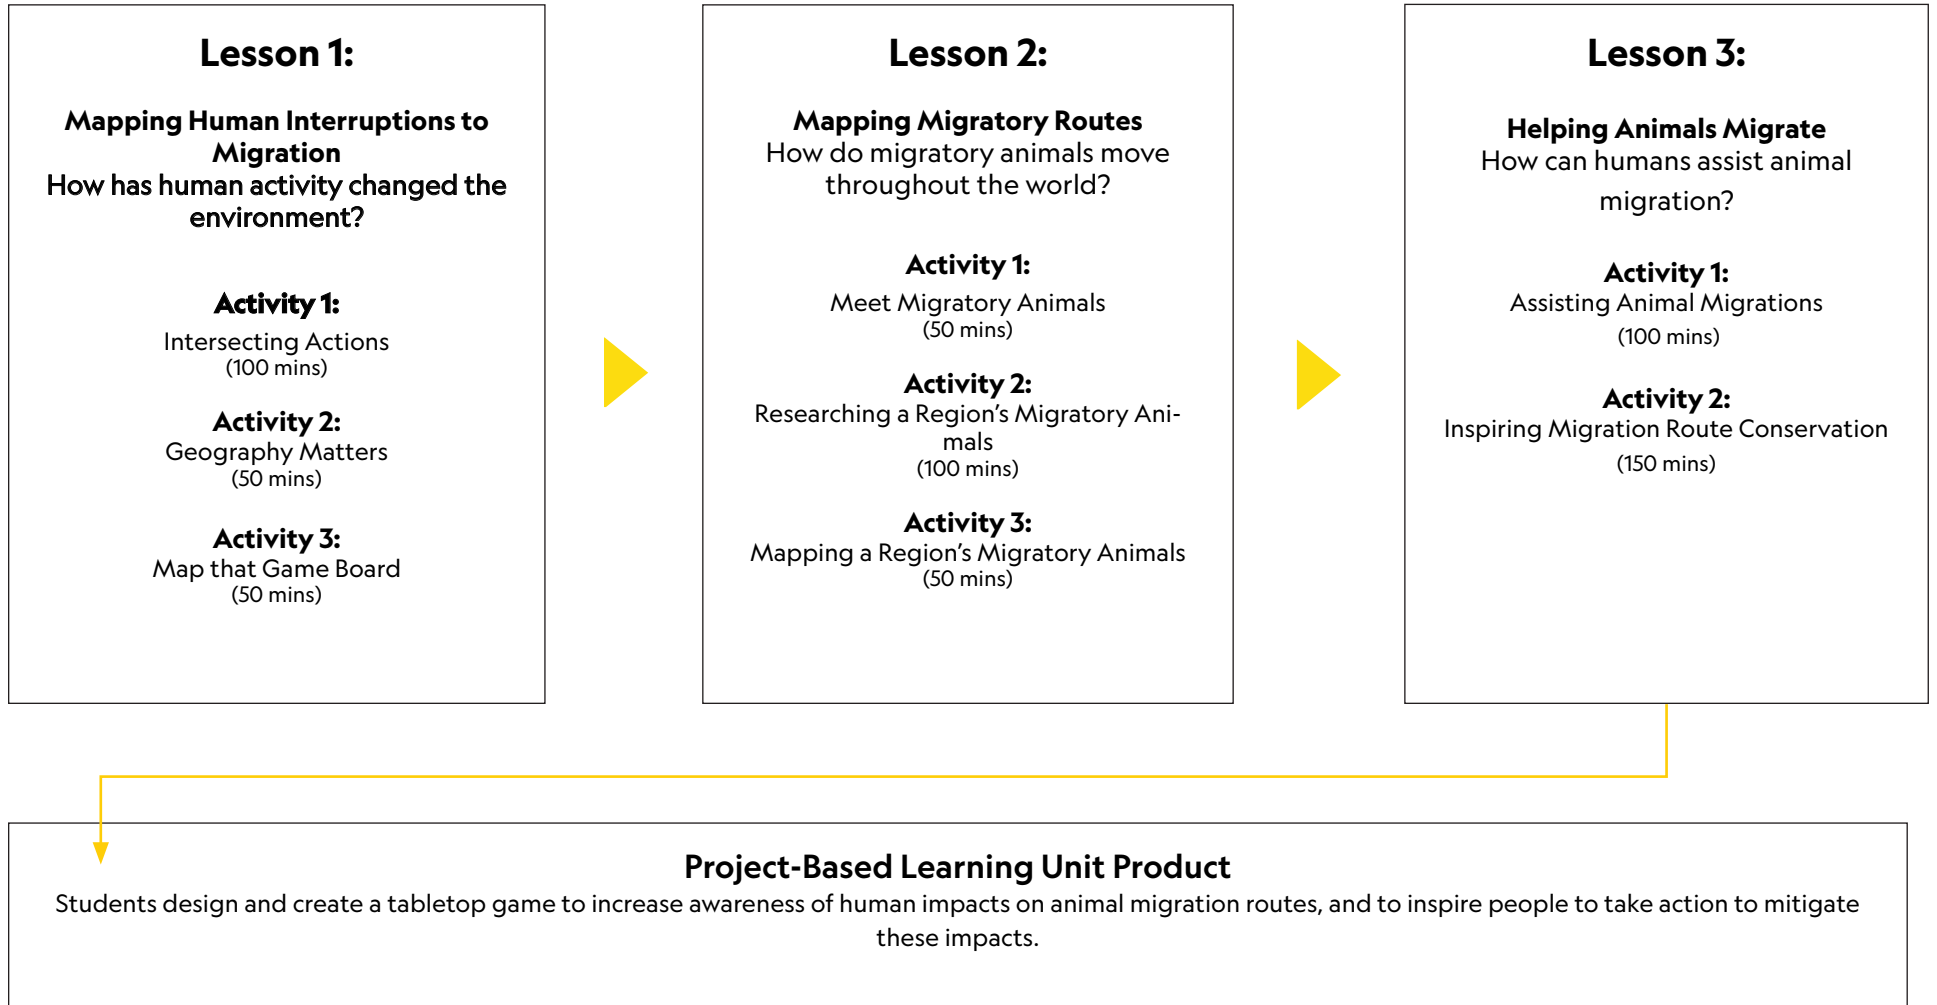 Lesson 1:
Mapping Human Interruptions to
Migration
How has human activity changed the
environment?
Activity 1:
Intersecting Actions
(100 mins)
Activity 2:
Geography Matters
(50 mins)
Activity 3:
Map that Game Board
(50 mins)
Lesson 2:
Mapping Migratory Routes
How do migratory animals move
throughout the world?
Activity 1:
Meet Migratory Animals
(50 mins)
Activity 2:
Researching a Region’s Migratory Ani-
mals
(100 mins)
Activity 3:
Mapping a Region’s Migratory Animals
(50 mins)
Lesson 3:
Helping Animals Migrate
How can humans assist animal
migration?
Activity 1:
Assisting Animal Migrations
(100 mins)
Activity 2:
Inspiring Migration Route Conservation
(150 mins)
Project-Based Learning Unit Product
Students design and create a tabletop game to increase awareness of human impacts on animal migration routes, and to inspire people to take action to mitigate
these impacts.